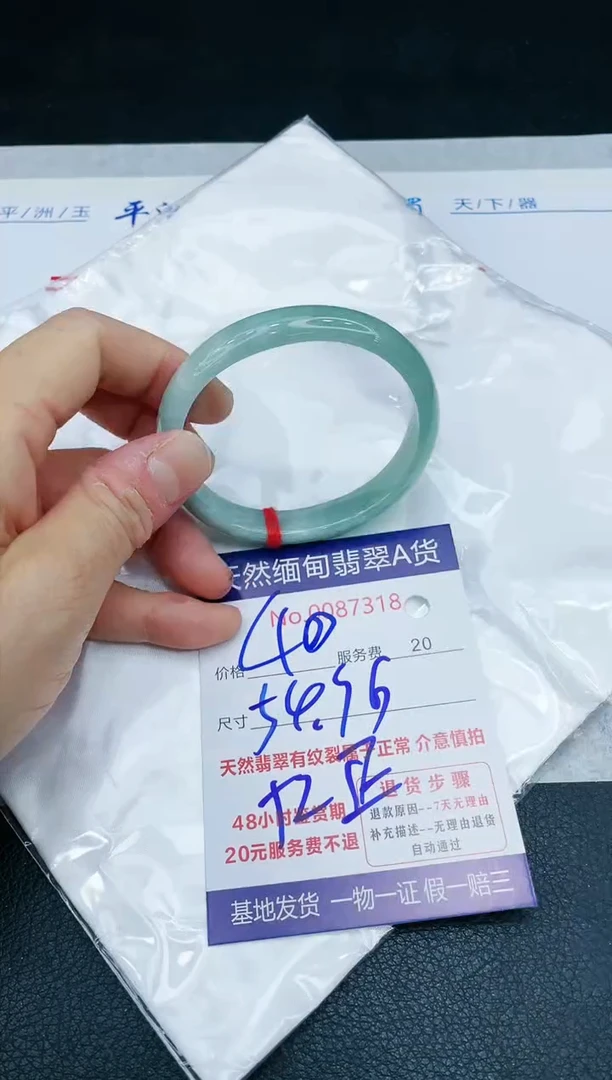 平/洲/玉 平 天/下/器
天然缅甸翡翠A货
No.0087318
40
价格 服务费 20
尺寸 54.95
天然翡翠有纹裂属于正常 介意慎拍
正
退货步骤
48小时鉴赏期
退款原因--7天无理由
补充描述--无理由退货
20元服务费不退
自动通过
基地发货 一物一证 假一赔三